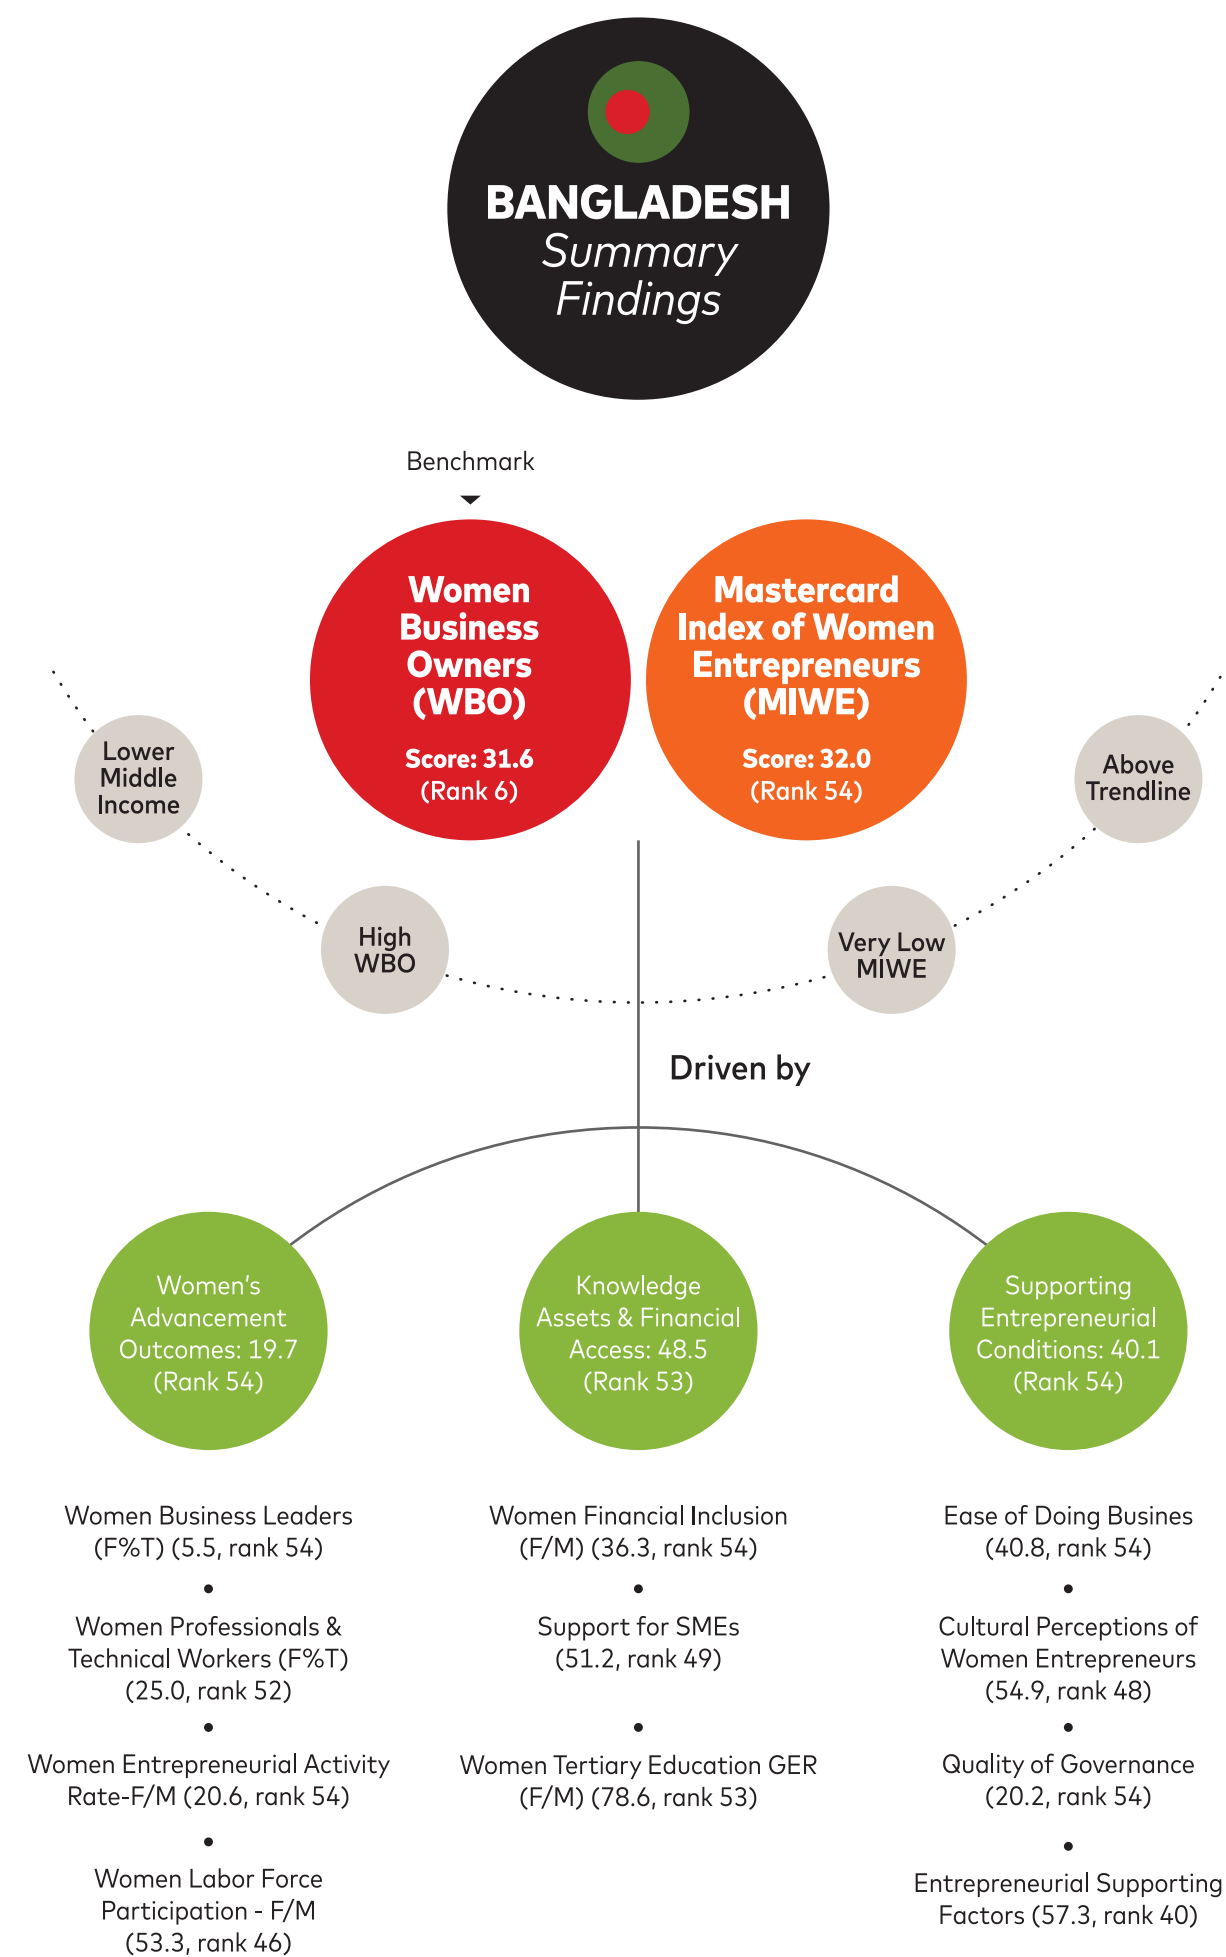 BANGLADESH
Summary
Findings
Benchmark
Women
Business
Owners
(WBO)
Score: 31.6
(Rank 6)
Mastercard
Index of Women
Entrepreneurs
(MIWE)
Score: 32.0
(Rank 54)
Lower
Middle
Income
High
WBO
Very Low
MIWE
Above
Trendline
Driven by
Women's
Advancement
Outcomes: 19.7
(Rank 54)
Knowledge
Assets & Financial
Access: 48.5
(Rank 53)
Supporting
Entrepreneurial
Conditions: 40.1
(Rank 54)
Women Business Leaders
(F%T) (5.5, rank 54)
•
Women Professionals &
Technical Workers (F%T)
(25.0, rank 52)
•
Women Entrepreneurial Activity
Rate-F/M (20.6, rank 54)
•
Women Labor Force
Participation - F/M
(53.3, rank 46)
Women Financial Inclusion
(F/M) (36.3, rank 54)
•
Support for SMEs
(51.2, rank 49)
•
Women Tertiary Education GER
(F/M) (78.6, rank 53)
Ease of Doing Busines
(40.8, rank 54)
•
Cultural Perceptions of
Women Entrepreneurs
(54.9, rank 48)
•
Quality of Governance
(20.2, rank 54)
•
Entrepreneurial Supporting
Factors (57.3, rank 40)